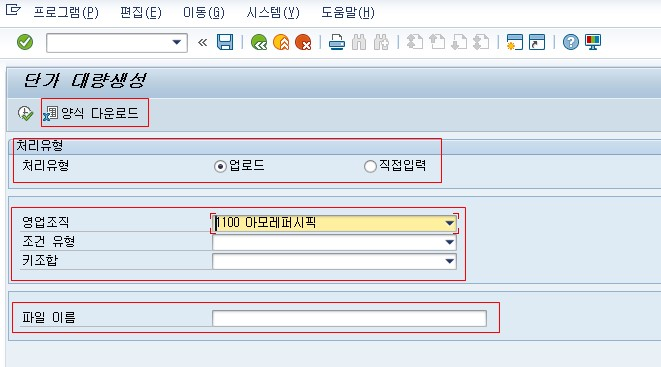 프로그램(P) 편집(E) 이동(G) 시스템(Y) 도움말(H)
단가 대량생성
양식 다운로드
처리유형
처리유형 업로드 직접입력
영업조직 1100 아모레퍼시픽
조건 유형
키조합
파일 이름